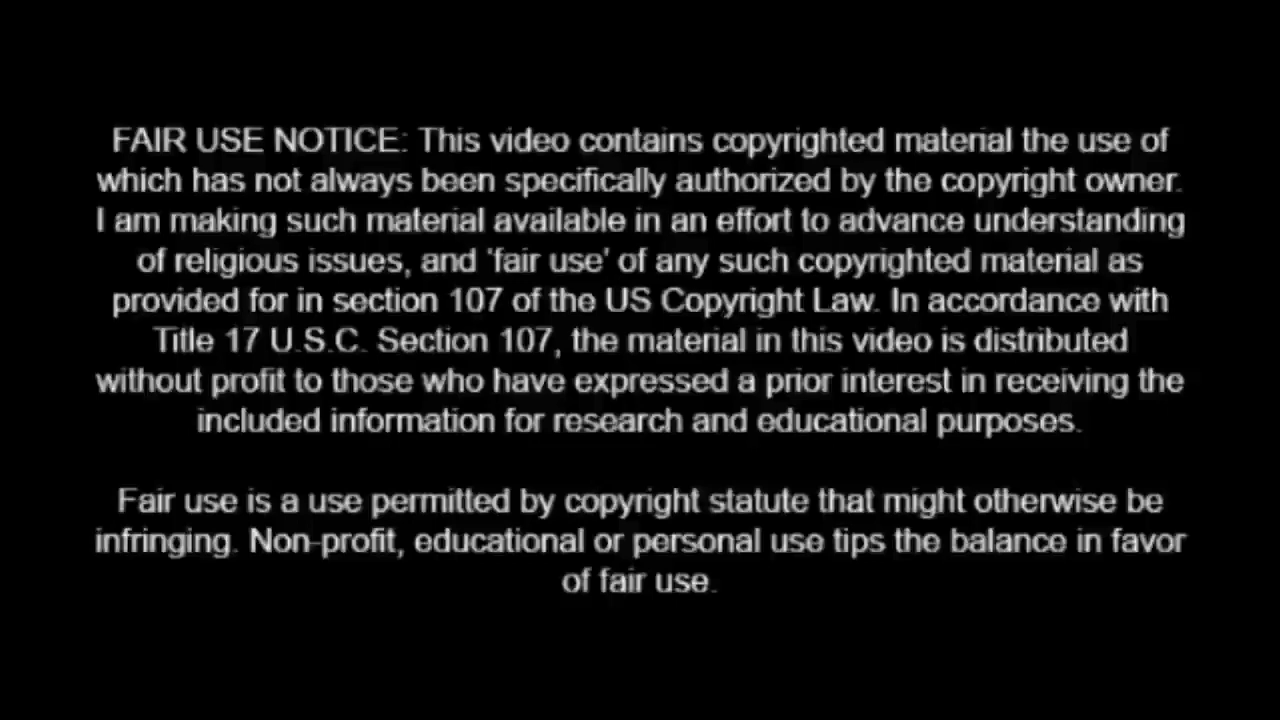 FAIR USE NOTICE: This video contains copyrighted material the use of
which has not always been specifically authorized by the copyright owner.
I am making such material available in an effort to advance understanding
of religious issues, and 'fair use' of any such copyrighted material as
provided for in section 107 of the US Copyright Law. In accordance with
Title 17 U.S.C. Section 107, the material in this video is distributed
without profit to those who have expressed a prior interest in receiving the
included information for research and educational purposes.
Fair use is a use permitted by copyright statute that might otherwise be
infringing. Non-profit, educational or personal use tips the balance in favor
of fair use.